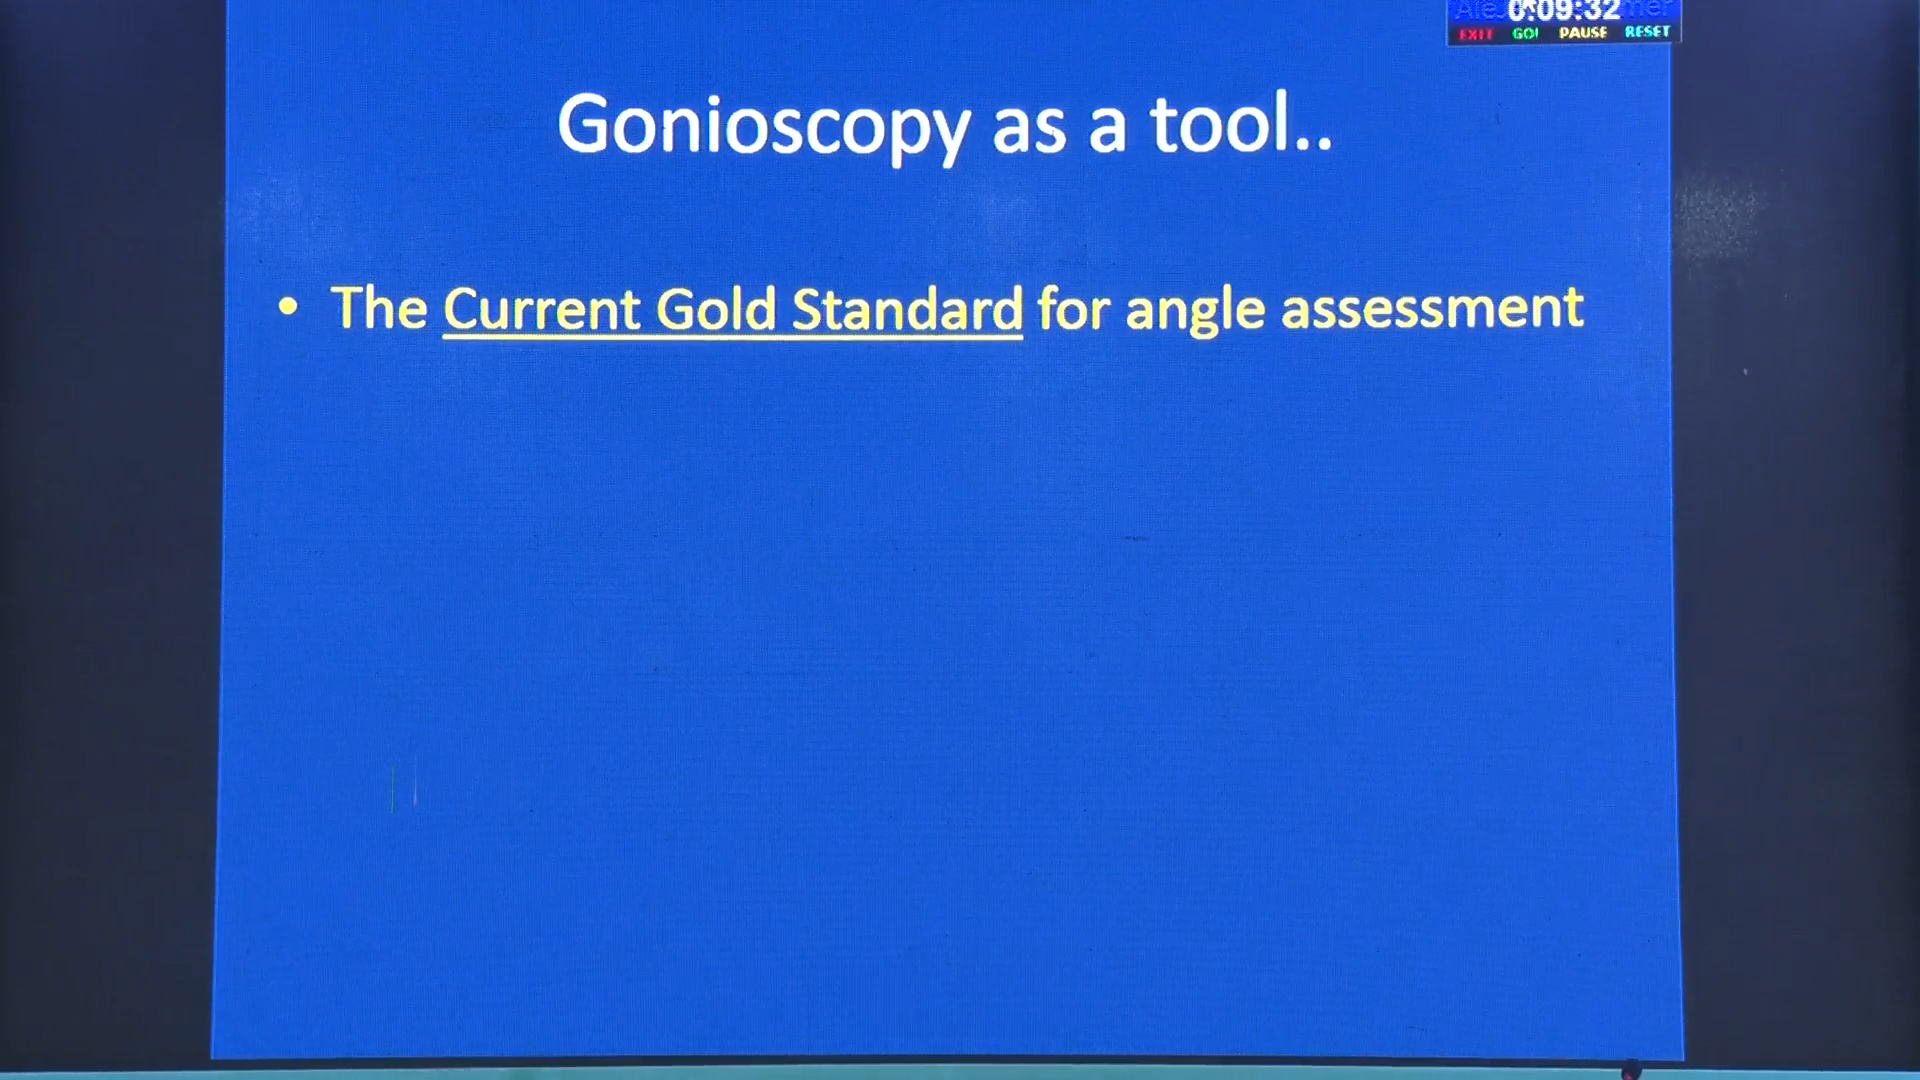 0:09:32
EXIT GO! PAUSE RESET
Gonioscopy as a tool..
• The Current Gold Standard for angle assessment